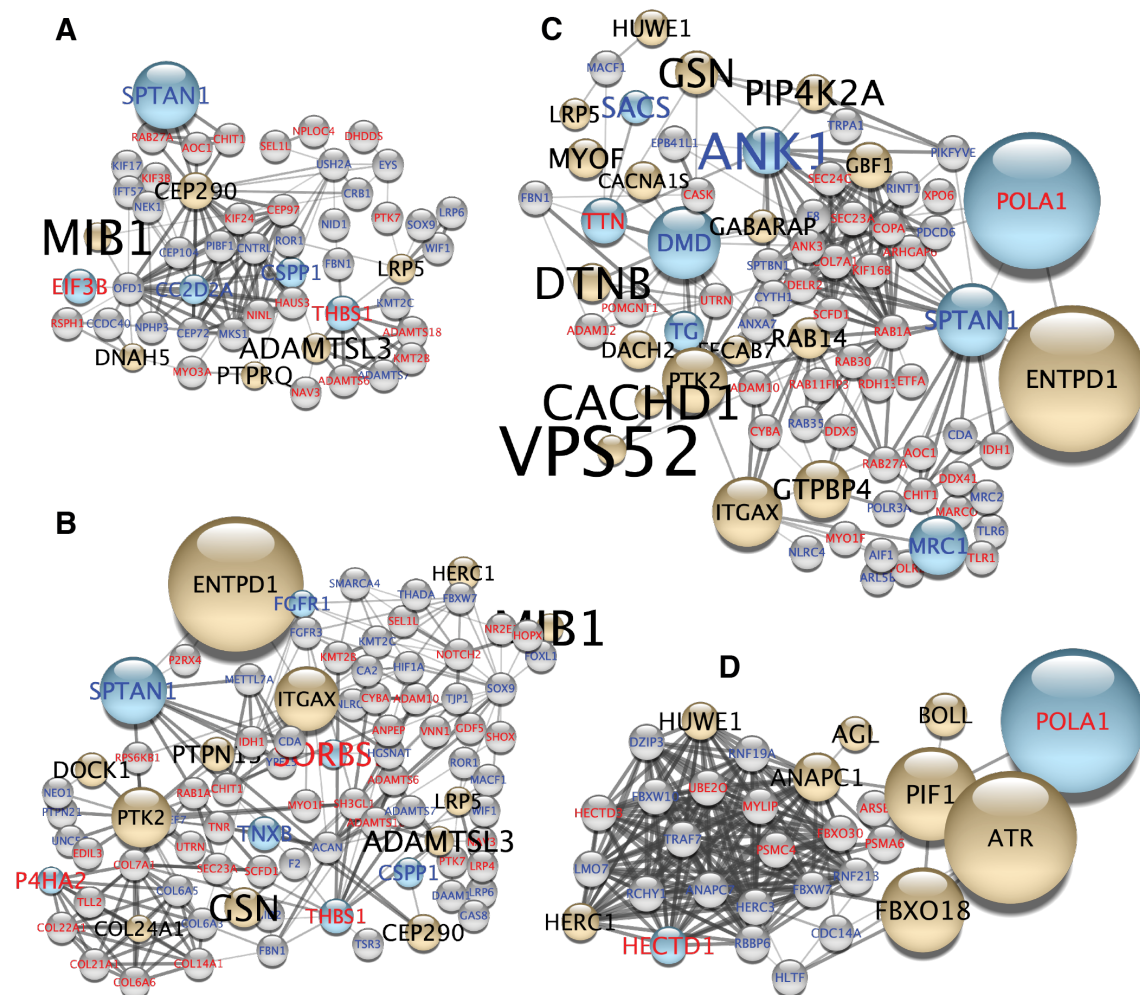 A
SPTAN1
RAB27A
AOC1
CHIT1
SEL1L
NPLOC4
DHDDS
KIF17
KIF3B
IFT57
CEP290
NEK1
USH2A
EYS
CRB1
MIB1
KIF24
CEP97
NID1
PTK7
SOX9
LRP6
WIF1
CEP104
PIBF1
CNTRL
ROR1
FBN1
LRP5
EIF3B
OFD1
CC2D2A
CSPP1
HAUS3
THBS1
KMT2C
RSPH1
CCDC40
NPHP3
CEP72
MKS1
NINL
ADAMTS18
KMT2B
DNAH5
MYO3A
PTPRQ
ADAMTSL3
NAV3
ADAMTS6
ADAMTS7
B
ENTPD1
FGFR1
SMARCA4
THADA
HERC1
FBXW7
FGFR3
SEL1L
NR2E
HOPX
MIB1
FOXL1
P2RX4
KMT2B
KMT2C
NOTCH2
SPTAN1
METTL7A
ITGAX
CA2
HIF1A
NLRC
CYBA
ADAM10
TJP1
SOX9
ANPEP
VNN1
GDF5
SHOX
RPS6KB1
PTPN13
IDH1
CDA
SORBS
HGSNAT
ROR1
DOCK1
NEO1
RAB1A
CHIT1
ADAMTS6
MACF1
PTPN21
PTK2
MYO1F
SH3GL1
ADAMTS7
LRP5
WIF1
UNC5
TNR
TNXB
ADAMTSL3
EDIL3
UTRN
ACAN
P4HA2
COL7A1
SEC23A
SCFD1
F2
CSPP1
PTK7
LRP4
TLL2
COL6A5
DAAM1
LRP6
COL22A1
COL24A1
COL6A3
GSN
THBS1
CEP290
GAS8
COL21A1
COL14A1
FBN1
TSR3
COL6A6
C
HUWE1
MACF1
GSN
PIP4K2A
LRP5
SACS
TRPA1
EPB41L1
ANK1
PIKFYVE
MYOF
CACNA1S
GBF1
SEC24C
RINT1
XPO6
POLA1
FBN1
CASK
TTN
DMD
GABARAP
F8
SEC23A
COPA
PDCD6
ANK3
ARHGAP6
SPTBN1
COL7A1
KIF16B
DTNB
POMGNT1
UTRN
CYTH1
GOLR2
SCFD1
SPTAN1
ADAM12
TG
ANXA7
RAB1A
DACH2
RAB14
PTK2
ADAM10
RAB30
RAB11FIP3
RDH13
ETFA
ENTPD1
CACHD1
CYBA
RAB35
DDX5
CDA
IDH1
VPS52
RAB27A
AOC1
DDX41
ITGAX
GTPBP4
POLR3A
CHIT1
MRC2
MYO1F
MRC1
TLR6
NLRC4
AIF1
TLR1
D
HUWE1
AGL
BOLL
POLA1
DZIP3
RNF19A
ANAPC1
HECTD3
UBE2O
MYLIP
PIF1
ATR
TRAF7
FBXO30
PSMC4
PSMA6
LMO7
RNF213
RCHY1
HERC3
FBXW7
FBXO18
HERC1
HECTD1
RBBP6
CDC14A
HLTF